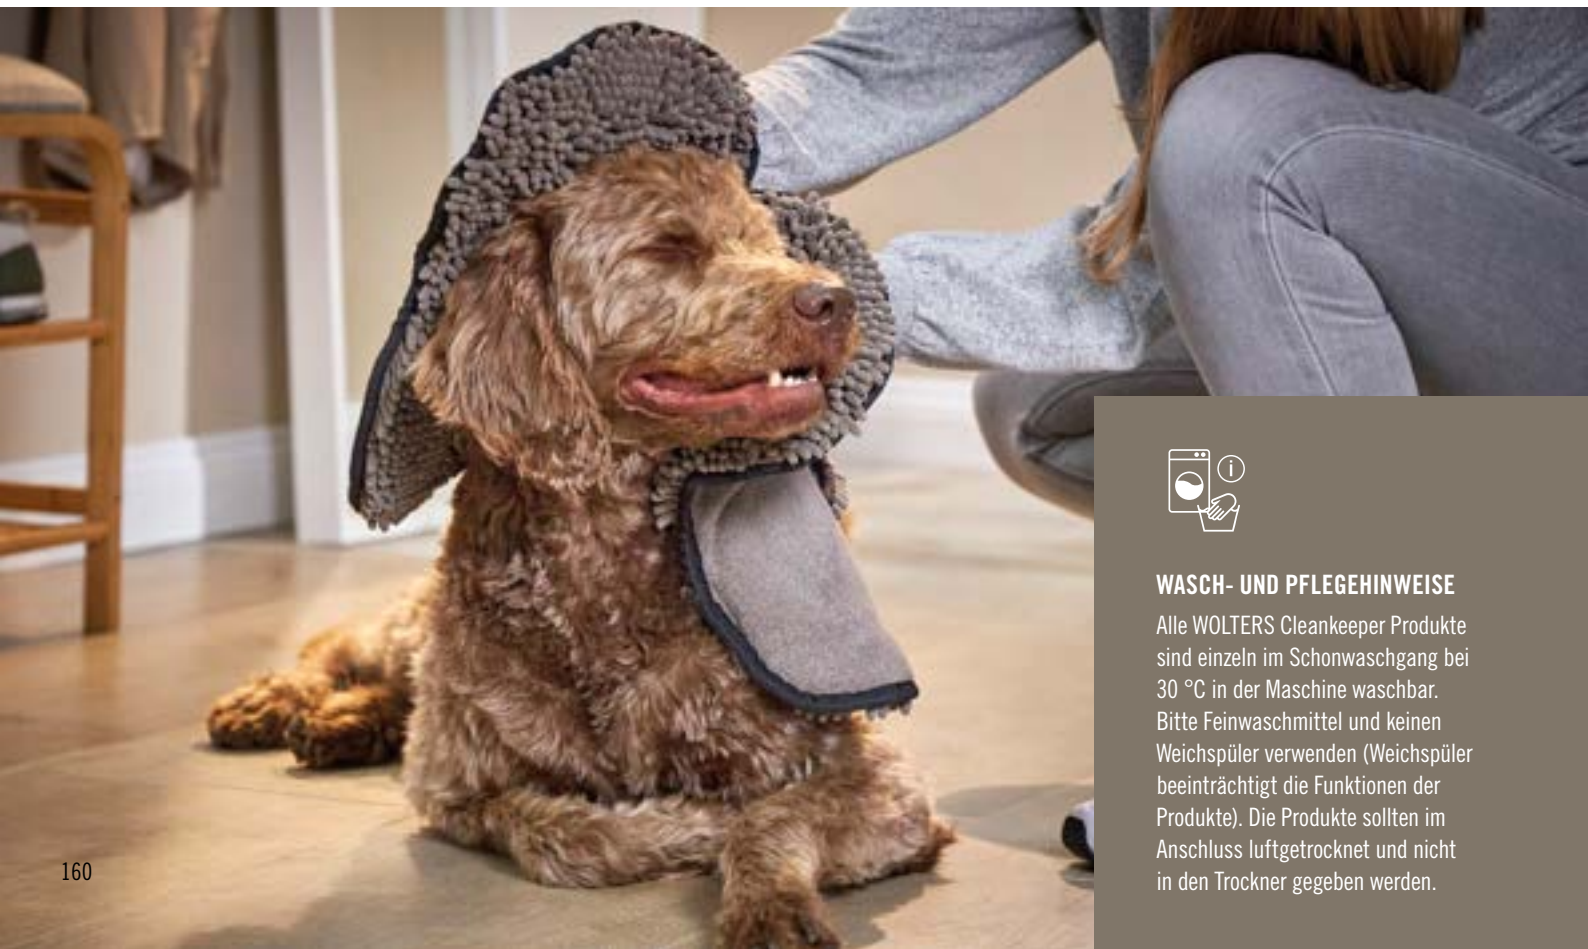 WASCH- UND PFLEGEHINWEISE
Alle WOLTERS Cleankeeper Produkte
sind einzeln im Schonwaschgang bei
30 °C in der Maschine waschbar.
Bitte Feinwaschmittel und keinen
Weichspüler verwenden (Weichspüler
beeinträchtigt die Funktionen der
Produkte). Die Produkte sollten im
Anschluss luftgetrocknet und nicht
in den Trockner gegeben werden.
160